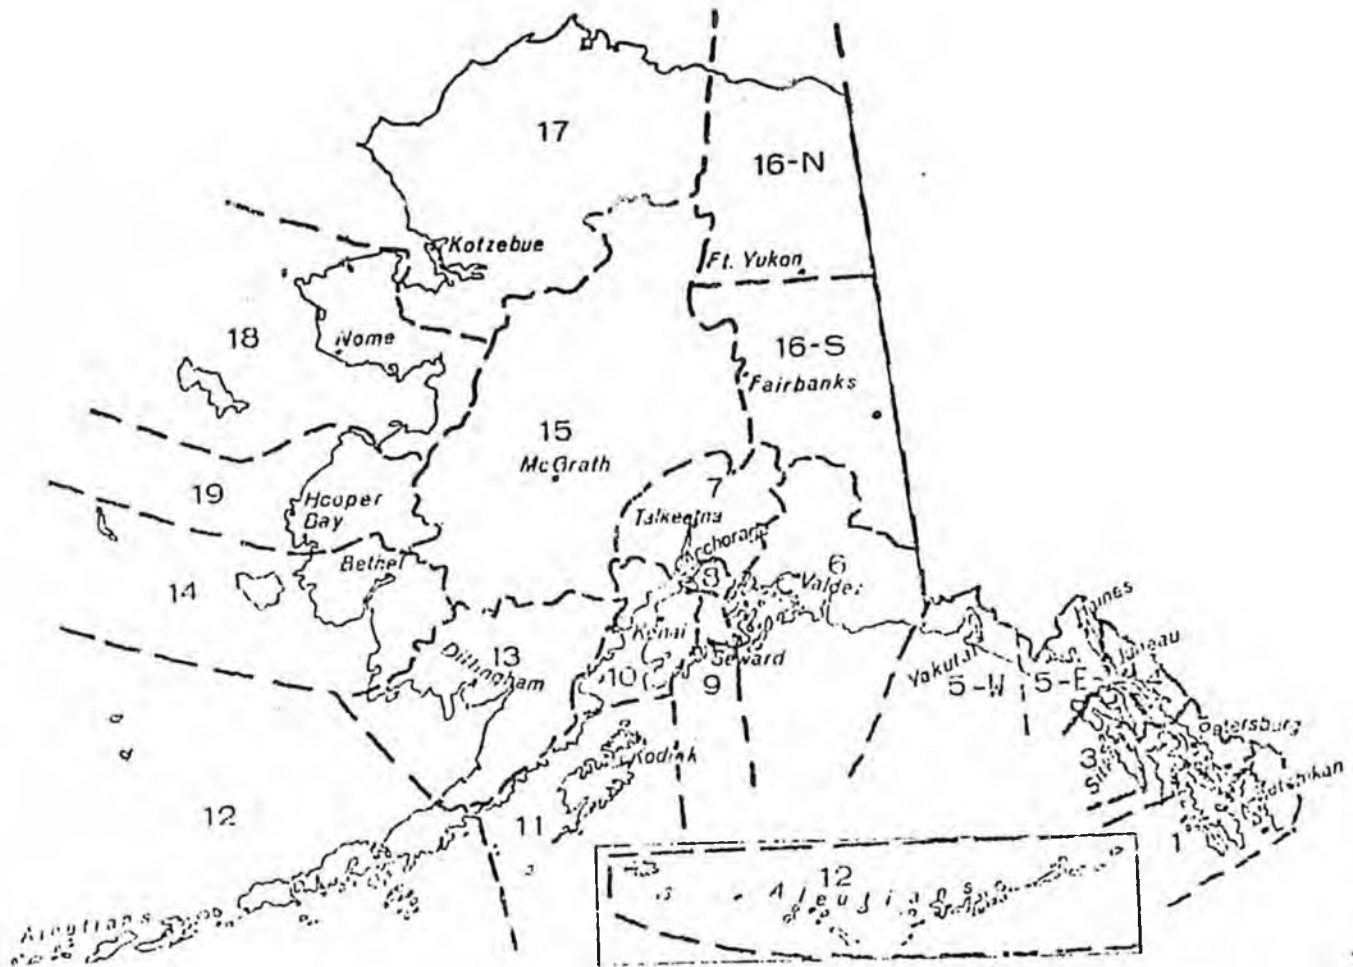 17
16-N
Kotzebue
Ft. Yukon
18
Nome
16-S
Fairbanks
15
McGrath
19
Hooper
Bay
7
Talkeetna
Bethel
14
8
6
Valdez
Haines
Juneau
Kenai
Seward
13
Dillingham
10
9
Yakutat
5-W
5-E
Petersburg
3
Kodiak
Ketchikan
12
11
1
12
Aleutians